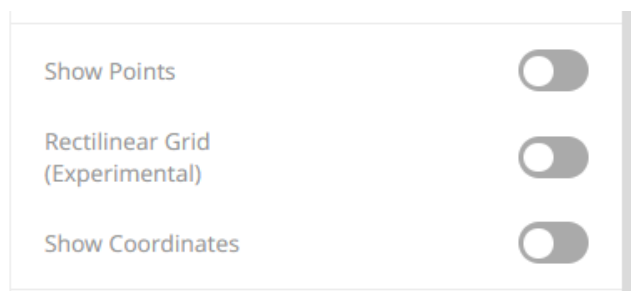 Show Points
Rectilinear Grid
(Experimental)
Show Coordinates